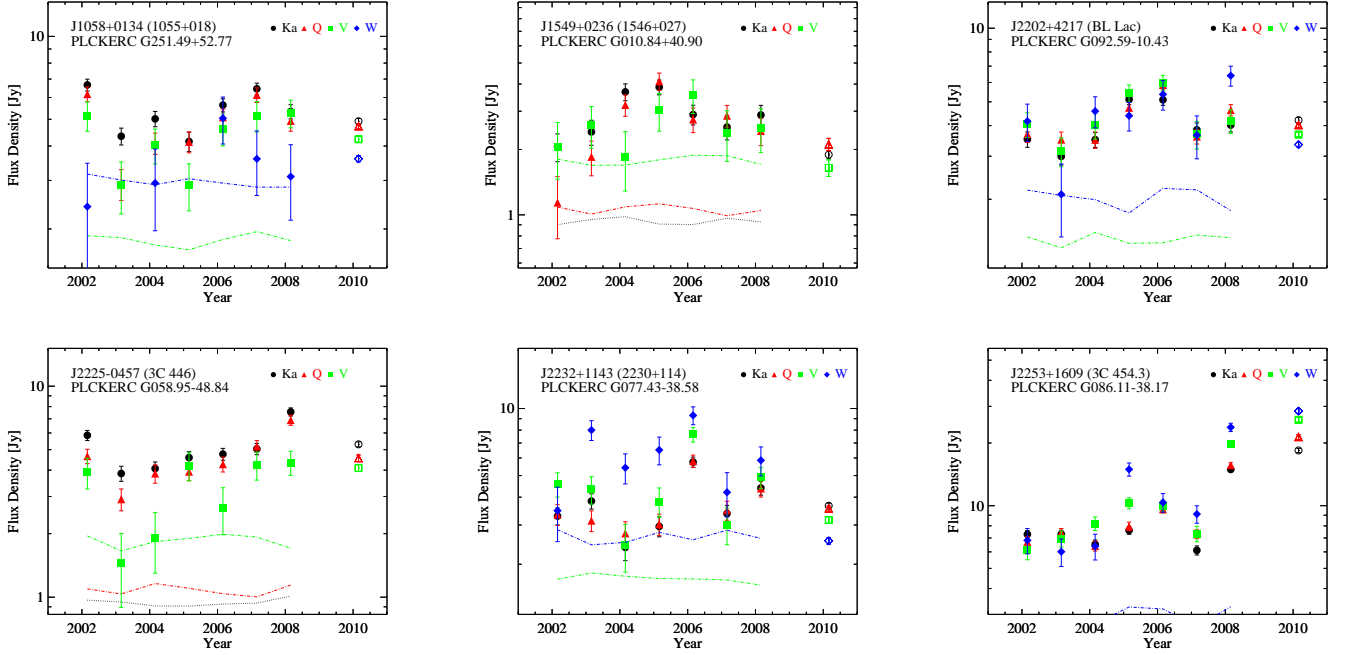 J1058+0134 (1055+018) Ka Q V W
PLCKERC G251.49+52.77
10
Flux Density [Jy]
2002 2004 2006 2008 2010
Year
J1549+0236 (1546+027) Ka Q V
PLCKERC G010.84+40.90
1
Flux Density [Jy]
2002 2004 2006 2008 2010
Year
J2202+4217 (BL Lac) Ka Q V W
PLCKERC G092.59-10.43
10
Flux Density [Jy]
2002 2004 2006 2008 2010
Year
J2225-0457 (3C 446) Ka Q V
PLCKERC G058.95-48.84
10
1
Flux Density [Jy]
2002 2004 2006 2008 2010
Year
J2232+1143 (2230+114) Ka Q V W
PLCKERC G077.43-38.58
10
Flux Density [Jy]
2002 2004 2006 2008 2010
Year
J2253+1609 (3C 454.3) Ka Q V W
PLCKERC G086.11-38.17
10
Flux Density [Jy]
2002 2004 2006 2008 2010
Year